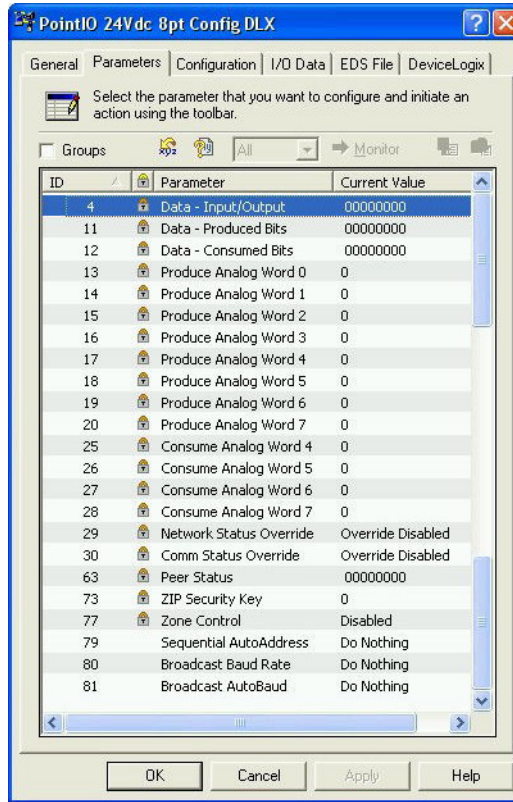 PointIO 24Vdc 8pt Config DLX
General Parameters Configuration I/O Data EDS File DeviceLogix
Select the parameter that you want to configure and initiate an
action using the toolbar.
Groups All Monitor
ID Parameter Current Value
4 Data - Input/Output 00000000
11 Data - Produced Bits 00000000
12 Data - Consumed Bits 00000000
13 Produce Analog Word 0 0
14 Produce Analog Word 1 0
15 Produce Analog Word 2 0
16 Produce Analog Word 3 0
17 Produce Analog Word 4 0
18 Produce Analog Word 5 0
19 Produce Analog Word 6 0
20 Produce Analog Word 7 0
25 Consume Analog Word 4 0
26 Consume Analog Word 5 0
27 Consume Analog Word 6 0
28 Consume Analog Word 7 0
29 Network Status Override Override Disabled
30 Comm Status Override Override Disabled
63 Peer Status 00000000
73 ZIP Security Key 0
77 Zone Control Disabled
79 Sequential AutoAddress Do Nothing
80 Broadcast Baud Rate Do Nothing
81 Broadcast AutoBaud Do Nothing
OK Cancel Apply Help